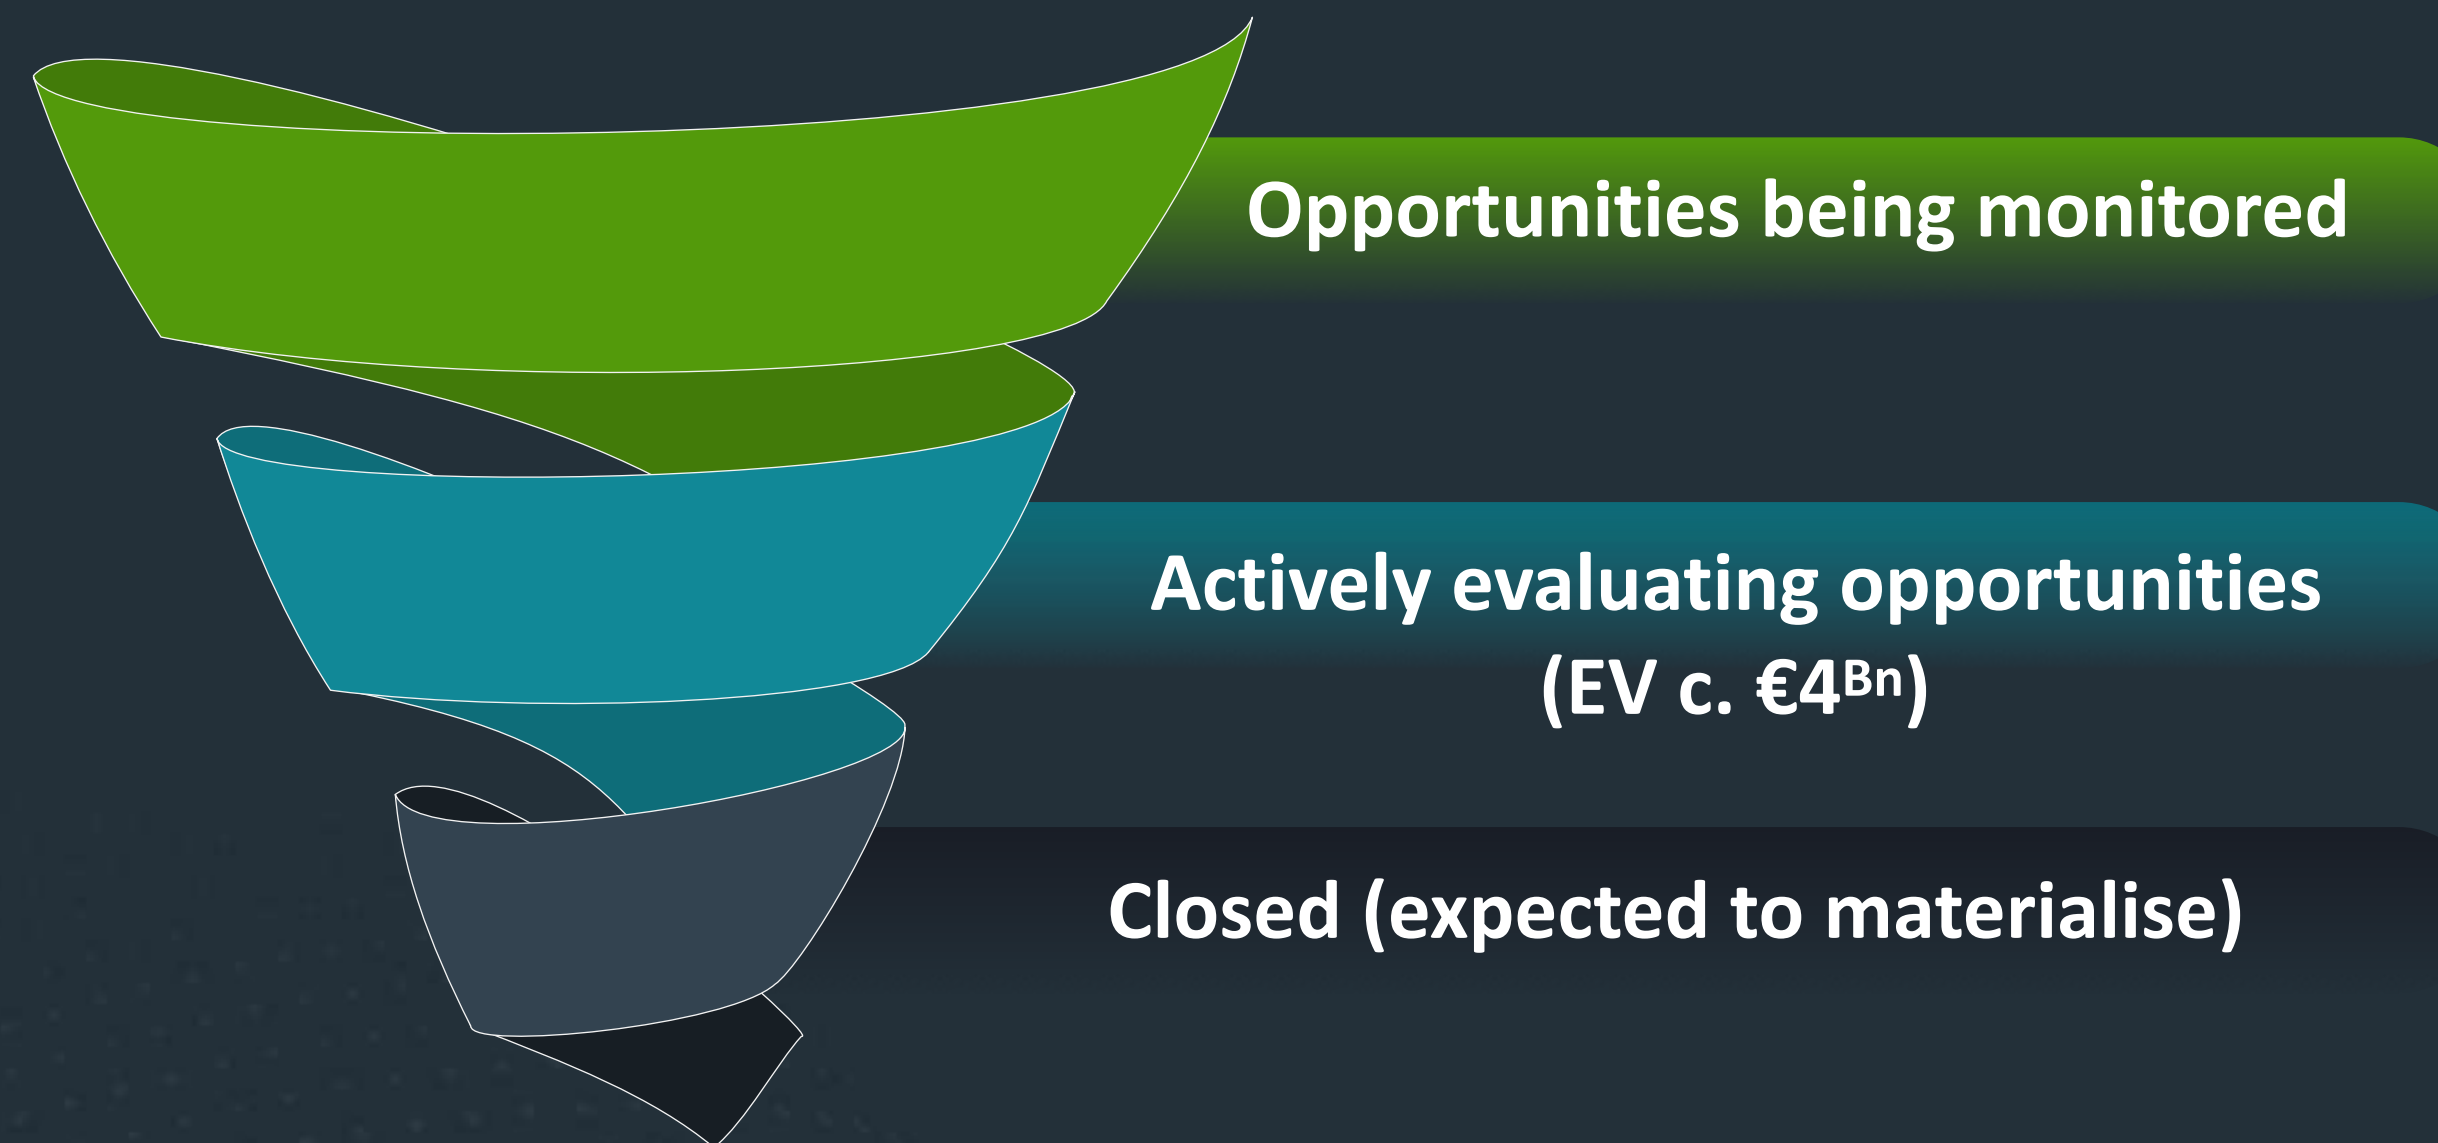 Opportunities being monitored
Actively evaluating opportunities
(EV c. €4Bn)
Closed (expected to materialise)